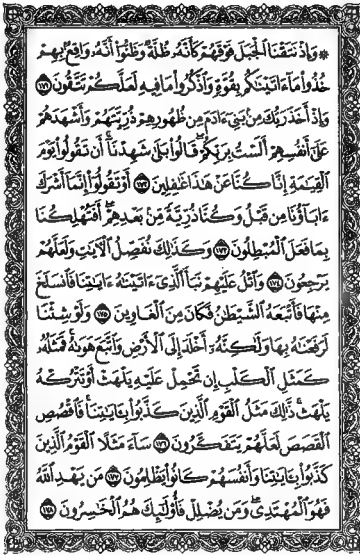 ۞ وَإِذْ نَتَقْنَا ٱلْجَبَلَ فَوْقَهُمْ كَأَنَّهُۥ ظُلَّةٌ وَظَنُّوٓا۟ أَنَّهُۥ وَاقِعٌۢ بِهِمْ
خُذُوا۟ مَآ ءَاتَيْنَٰكُم بِقُوَّةٍ وَٱذْكُرُوا۟ مَا فِيهِ لَعَلَّكُمْ تَتَّقُونَ ۝١٧١
وَإِذْ أَخَذَ رَبُّكَ مِنۢ بَنِىٓ ءَادَمَ مِن ظُهُورِهِمْ ذُرِّيَّتَهُمْ وَأَشْهَدَهُمْ
عَلَىٰٓ أَنفُسِهِمْ أَلَسْتُ بِرَبِّكُمْ ۖ قَالُوا۟ بَلَىٰ ۛ شَهِدْنَآ ۛ أَن تَقُولُوا۟ يَوْمَ
ٱلْقِيَٰمَةِ إِنَّا كُنَّا عَنْ هَٰذَا غَٰفِلِينَ ۝١٧٢ أَوْ تَقُولُوٓا۟ إِنَّمَآ أَشْرَكَ
ءَابَآؤُنَا مِن قَبْلُ وَكُنَّا ذُرِّيَّةً مِّنۢ بَعْدِهِمْ ۖ أَفَتُهْلِكُنَا
بِمَا فَعَلَ ٱلْمُبْطِلُونَ ۝١٧٣ وَكَذَٰلِكَ نُفَصِّلُ ٱلْءَايَٰتِ وَلَعَلَّهُمْ
يَرْجِعُونَ ۝١٧٤ وَٱتْلُ عَلَيْهِمْ نَبَأَ ٱلَّذِىٓ ءَاتَيْنَٰهُ ءَايَٰتِنَا فَٱنسَلَخَ
مِنْهَا فَأَتْبَعَهُ ٱلشَّيْطَٰنُ فَكَانَ مِنَ ٱلْغَاوِينَ ۝١٧٥ وَلَوْ شِئْنَا
لَرَفَعْنَٰهُ بِهَا وَلَٰكِنَّهُۥٓ أَخْلَدَ إِلَى ٱلْأَرْضِ وَٱتَّبَعَ هَوَىٰهُ ۚ فَمَثَلُهُۥ
كَمَثَلِ ٱلْكَلْبِ إِن تَحْمِلْ عَلَيْهِ يَلْهَثْ أَوْ تَتْرُكْهُ
يَلْهَث ۚ ذَّٰلِكَ مَثَلُ ٱلْقَوْمِ ٱلَّذِينَ كَذَّبُوا۟ بِـَٔايَٰتِنَا ۚ فَٱقْصُصِ
ٱلْقَصَصَ لَعَلَّهُمْ يَتَفَكَّرُونَ ۝١٧٦ سَآءَ مَثَلًا ٱلْقَوْمُ ٱلَّذِينَ
كَذَّبُوا۟ بِـَٔايَٰتِنَا وَأَنفُسَهُمْ كَانُوا۟ يَظْلِمُونَ ۝١٧٧ مَن يَهْدِ ٱللَّهُ
فَهُوَ ٱلْمُهْتَدِى ۖ وَمَن يُضْلِلْ فَأُو۟لَٰٓئِكَ هُمُ ٱلْخَٰسِرُونَ ۝١٧٨